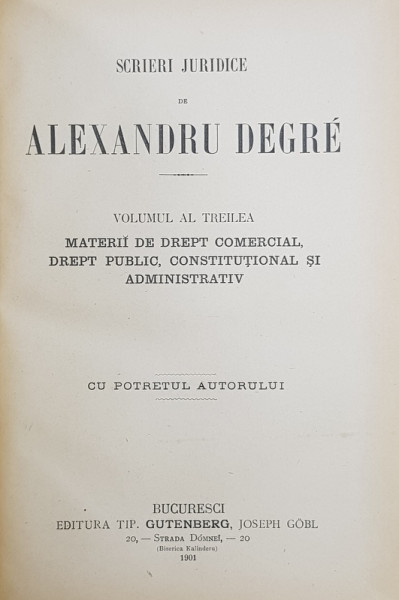 SCRIERI JURIDICE
DE
ALEXANDRU DEGRÉ
VOLUMUL AL TREILEA
MATERIĬ DE DREPT COMERCIAL,
DREPT PUBLIC, CONSTITUŢIONAL ŞI
ADMINISTRATIV
CU POTRETUL AUTORULUI
BUCURESCI
EDITURA TIP. GUTENBERG, JOSEPH GÖBL
20, — STRADA DÓMNEĬ, — 20
(Biserica Kalinderu)
1901